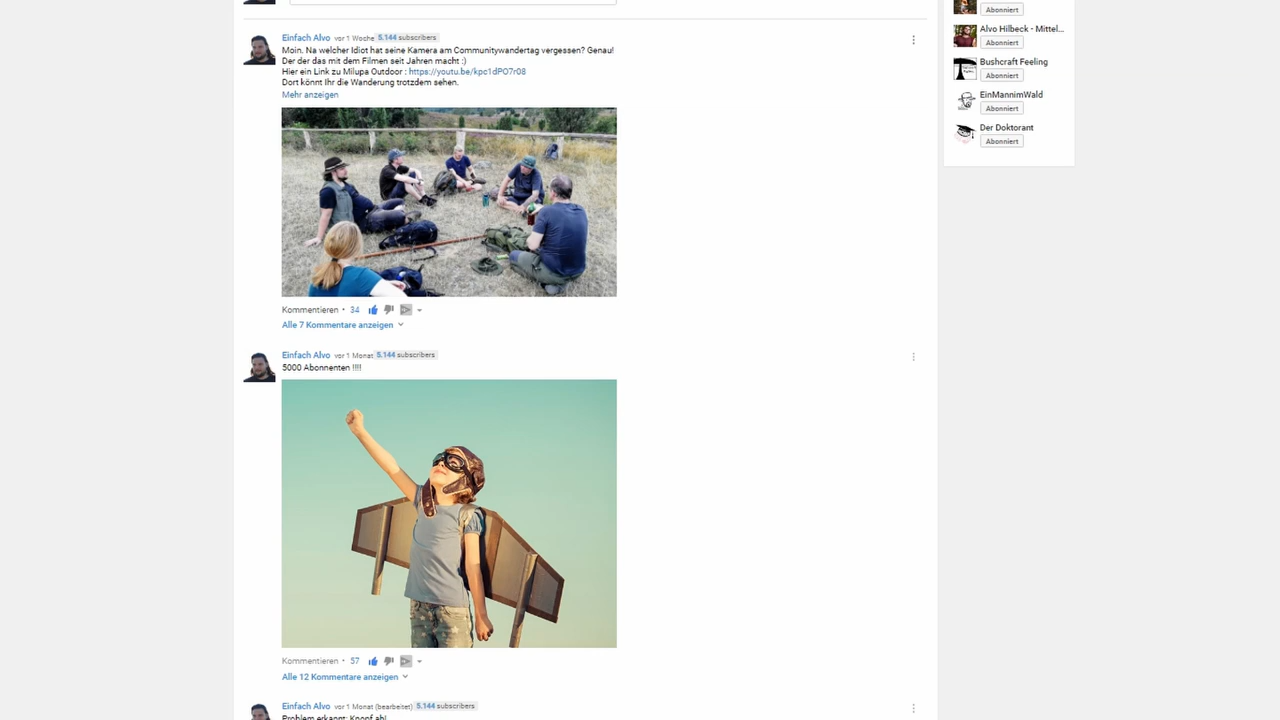 Einfach Alvo vor 1 Woche 5.144 subscribers
Moin. Na welcher Idiot hat seine Kamera am Communitywandertag vergessen? Genau!
Der der das mit dem Filmen seit Jahren macht :)
Hier ein Link zu Milupa Outdoor : https://youtu.be/kpc1dPO7r08
Dort könnt Ihr die Wanderung trotzdem sehen.
Mehr anzeigen
Kommentieren • 34
Alle 7 Kommentare anzeigen
Einfach Alvo vor 1 Monat 5.144 subscribers
5000 Abonnenten !!!!
Kommentieren • 57
Alle 12 Kommentare anzeigen
Einfach Alvo vor 1 Monat (bearbeitet) 5.144 subscribers
Problem erkannt: Knopf ab!
Abonniert
Alvo Hilbeck - Mittel...
Abonniert
Bushcraft Feeling
Abonniert
EinMannimWald
Abonniert
Der Doktorant
Abonniert